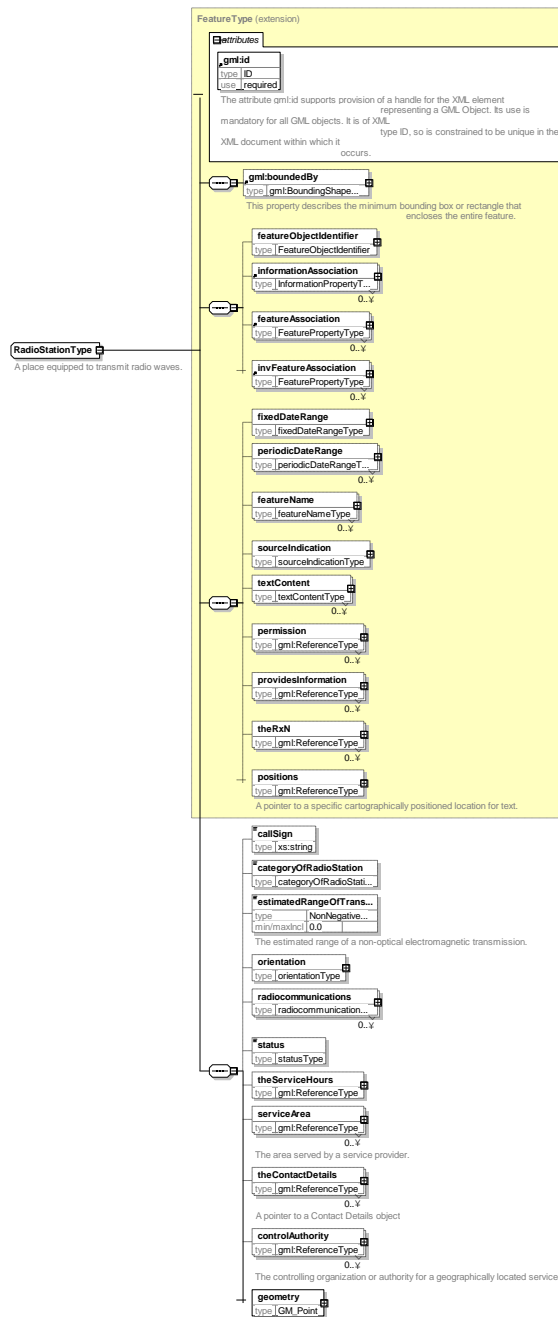 FeatureType (extension)
attributes
gml:id
type ID
use required
The attribute gml:id supports provision of a handle for the XML element
representing a GML Object. Its use is
mandatory for all GML objects. It is of XML
type ID, so is constrained to be unique in the
XML document within which it
occurs.
gml:boundedBy
type gml:BoundingShape...
This property describes the minimum bounding box or rectangle that
encloses the entire feature.
featureObjectIdentifier
type FeatureObjectIdentifier
informationAssociation
type InformationPropertyT...
0..¥
featureAssociation
type FeaturePropertyType
0..¥
RadioStationType
A place equipped to transmit radio waves.
invFeatureAssociation
type FeaturePropertyType
0..¥
fixedDateRange
type fixedDateRangeType
periodicDateRange
type periodicDateRangeT...
0..¥
featureName
type featureNameType
0..¥
sourceIndication
type sourceIndicationType
textContent
type textContentType
0..¥
permission
type gml:ReferenceType
0..¥
providesInformation
type gml:ReferenceType
0..¥
theRxN
type gml:ReferenceType
0..¥
positions
type gml:ReferenceType
A pointer to a specific cartographically positioned location for text.
callSign
type xs:string
categoryOfRadioStation
type categoryOfRadioStati...
estimatedRangeOfTrans...
type NonNegative...
min/maxIncl 0.0
The estimated range of a non-optical electromagnetic transmission.
orientation
type orientationType
radiocommunications
type radiocommunication...
0..¥
status
type statusType
theServiceHours
type gml:ReferenceType
serviceArea
type gml:ReferenceType
0..¥
The area served by a service provider.
theContactDetails
type gml:ReferenceType
0..¥
A pointer to a Contact Details object
controlAuthority
type gml:ReferenceType
0..¥
The controlling organization or authority for a geographically located service
geometry
type GM_Point